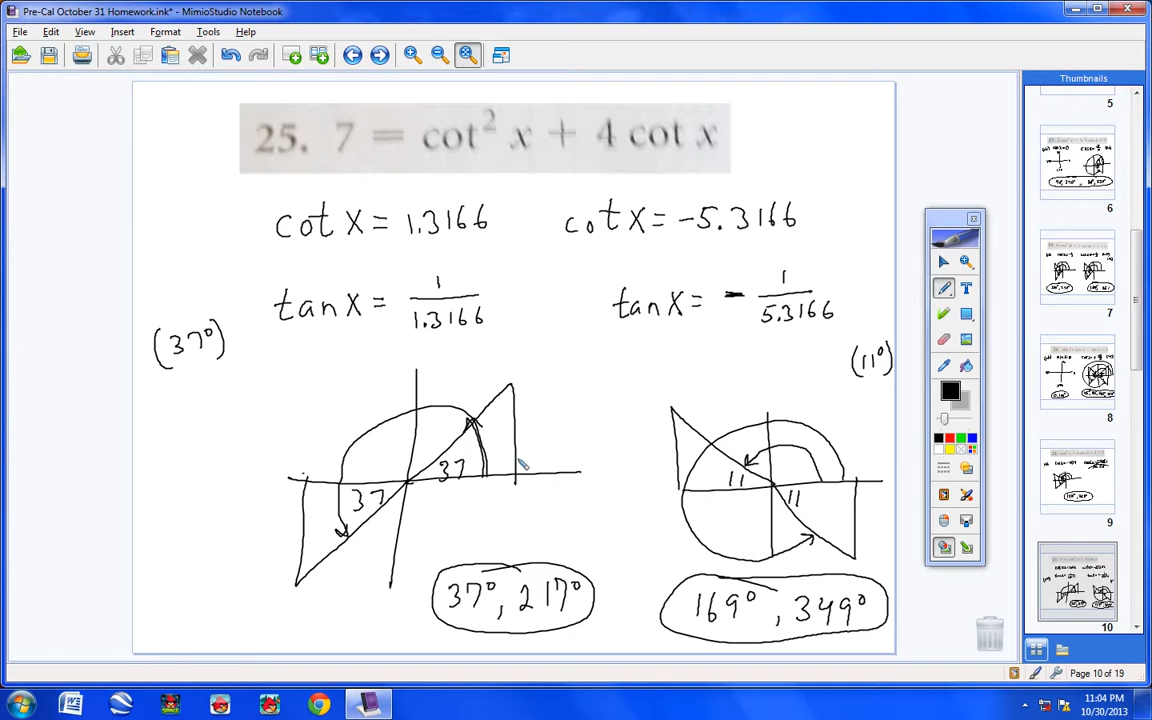 Pre-Cal October 31 Homework.ink* - MimioStudio Notebook
File Edit View Insert Format Tools Help
Thumbnails
25. 7 = cot² x + 4 cot x
cot x = 1.3166
cot x = -5.3166
tan x = 1/1.3166
tan x = - 1/5.3166
(37°)
(11°)
37
37
11
11
37°, 217°
169°, 349°
5
6
7
8
9
10
Page 10 of 19
11:04 PM
10/30/2013